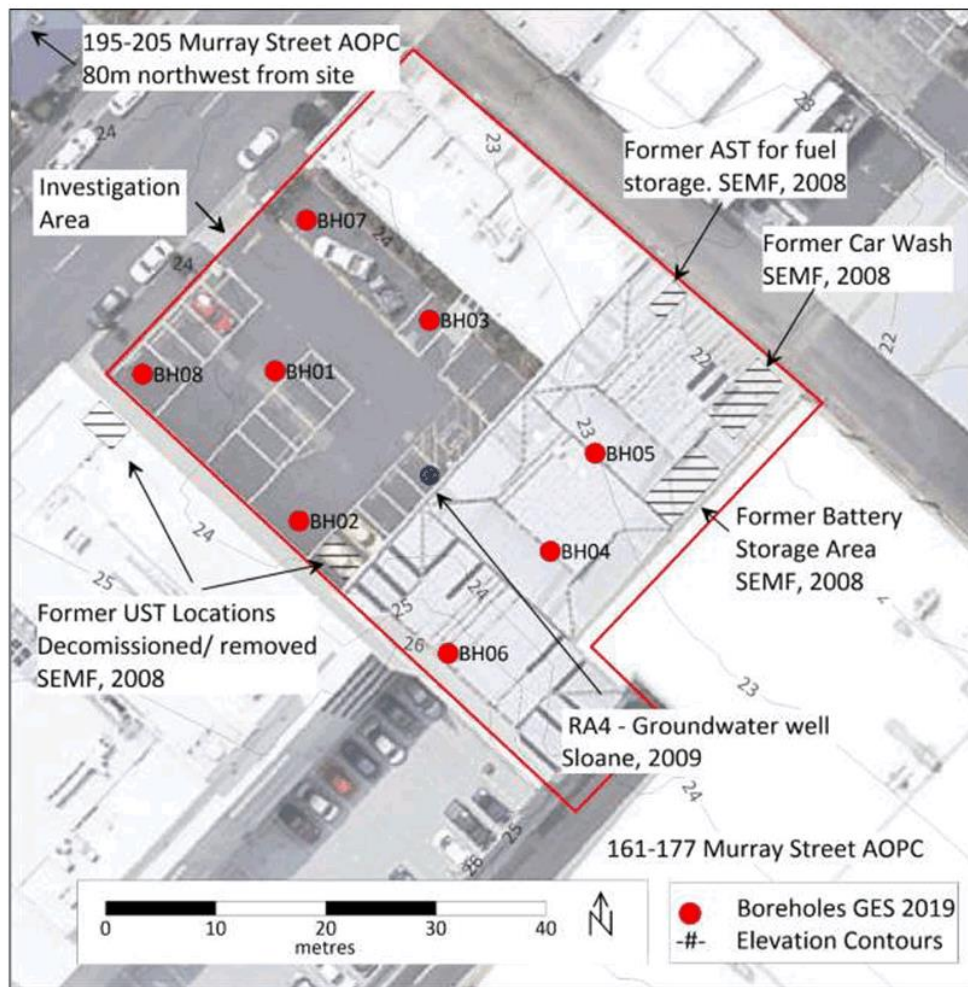 195-205 Murray Street AOPC
80m northwest from site
24
23
23
Former AST for fuel
storage. SEMF, 2008
Investigation
Area
BH07
24
Former Car Wash
SEMF, 2008
24
BH03
22
BH08
BH01
22
23
BH05
BH02
24
Former Battery
Storage Area
SEMF, 2008
BH04
25
24
25
Former UST Locations
Decomissioned/ removed
SEMF, 2008
26
BH06
23
RA4 - Groundwater well
Sloane, 2009
24
25
26
161-177 Murray Street AOPC
0 10 20 30 40
metres
N
Boreholes GES 2019
-#- Elevation Contours